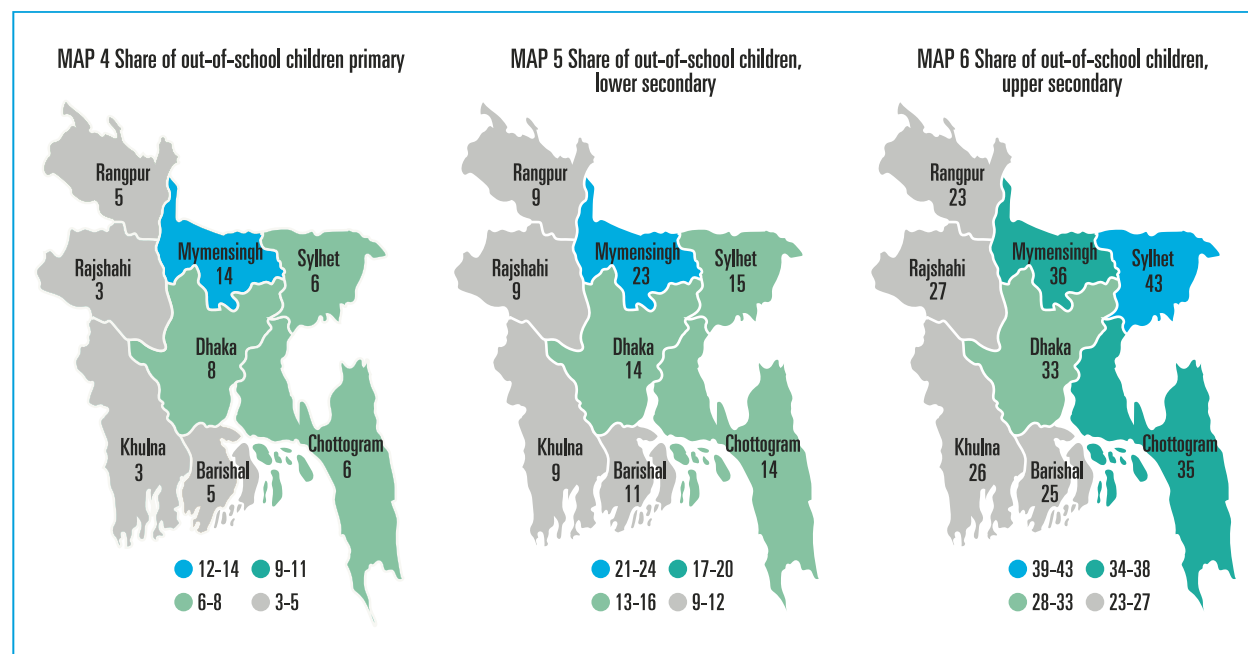 MAP 4 Share of out-of-school children primary
Rangpur
5
Mymensingh
14
Sylhet
6
Rajshahi
3
Dhaka
8
Khulna
3
Barishal
5
Chottogram
6
12-14
9-11
6-8
3-5
MAP 5 Share of out-of-school children,
lower secondary
Rangpur
9
Mymensingh
23
Sylhet
15
Rajshahi
9
Dhaka
14
Khulna
9
Barishal
11
Chottogram
14
21-24
17-20
13-16
9-12
MAP 6 Share of out-of-school children,
upper secondary
Rangpur
23
Mymensingh
36
Sylhet
43
Rajshahi
27
Dhaka
33
Khulna
26
Barishal
25
Chottogram
35
39-43
34-38
28-33
23-27